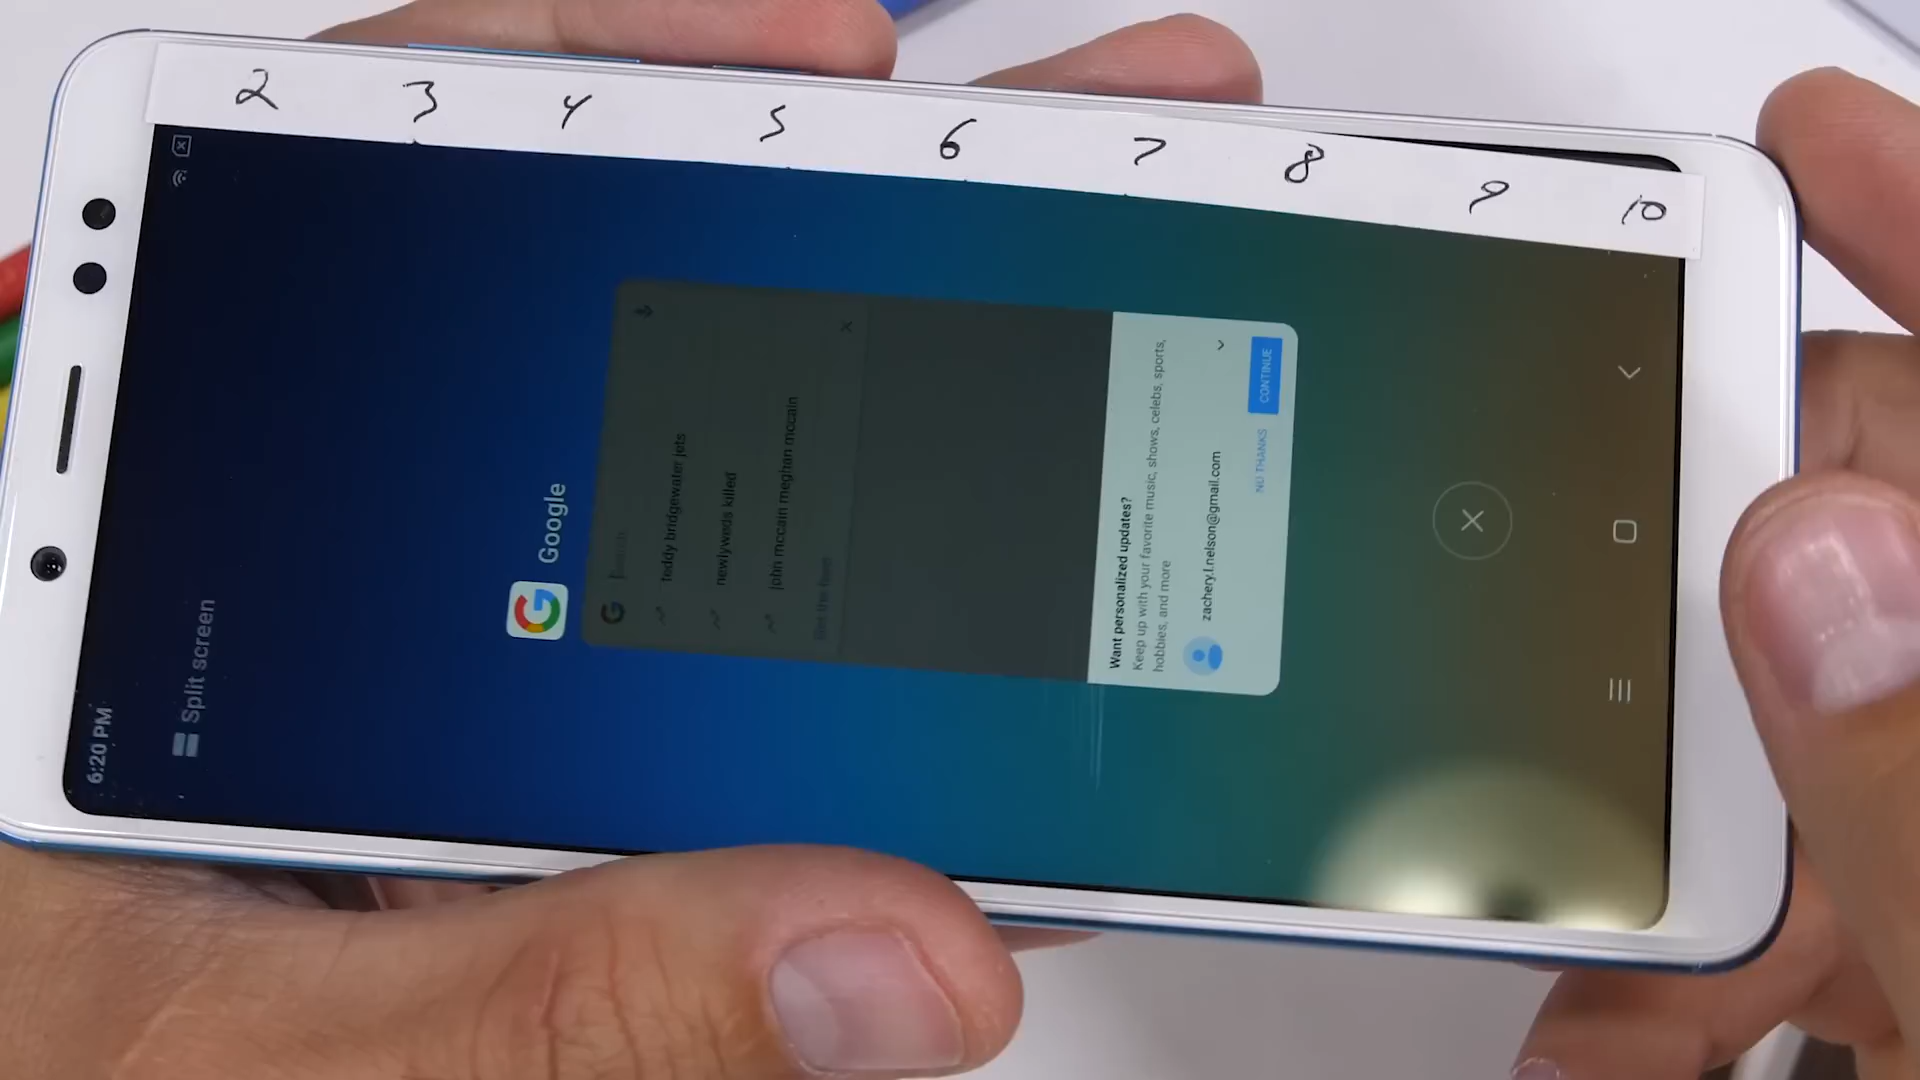 2 3 4 5 6 7 8 9 10
6:20 PM
Split screen
Google
teddy bridgewater jets
newlyweds killed
john mccain meghan mccain
Want personalized updates?
Keep up with your favorite music, shows, celebs, sports,
hobbies, and more
zachery.l.nelson@gmail.com
NO THANKS
CONTINUE